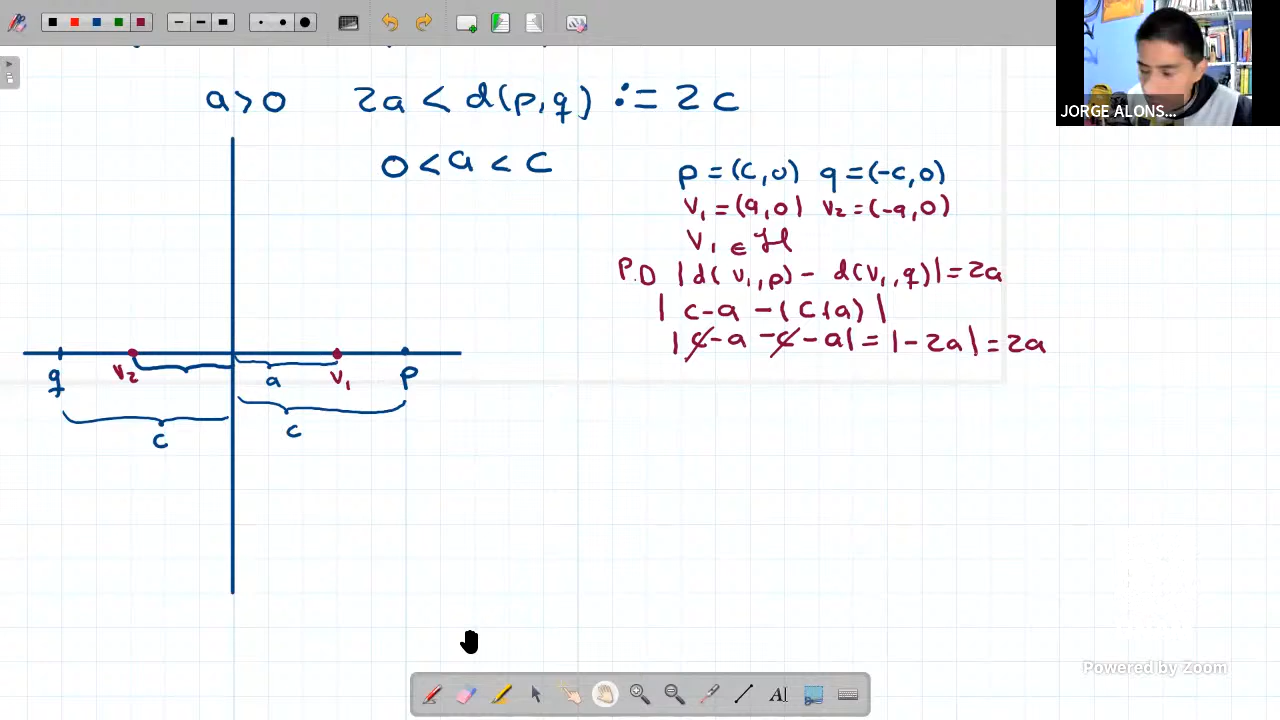 a>0 2a < d(p,q) := 2c
0 < a < c
p = (c,0) q = (-c,0)
V₁ = (a,0) V₂ = (-a,0)
V₁ ∈ ℋ
P.D |d(V₁,p) - d(V₁,q)| = 2a
|c-a - (c+a)|
|c-a -c-a| = |-2a| = 2a
q V₂ a V₁ p
c c
JORGE ALONS...
AI
Powered by Zoom